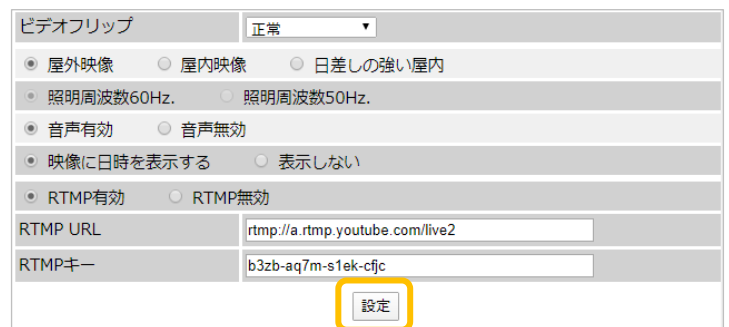 ビデオフリップ 正常
屋外映像 屋内映像 日差しの強い屋内
照明周波数60Hz. 照明周波数50Hz.
音声有効 音声無効
映像に日時を表示する 表示しない
RTMP有効 RTMP無効
RTMP URL rtmp://a.rtmp.youtube.com/live2
RTMPキー b3zb-aq7m-s1ek-cfjc
設定